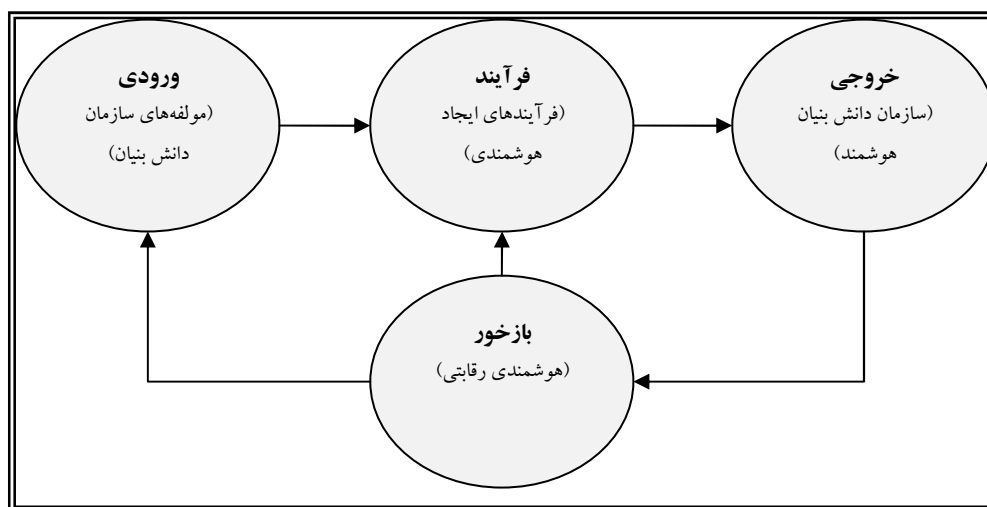 ورودی
(مولفه‌های سازمان
دانش بنیان)
فرآیند
(فرآیندهای ایجاد
هوشمندی)
خروجی
(سازمان دانش بنیان
هوشمند)
بازخور
(هوشمندی رقابتی)